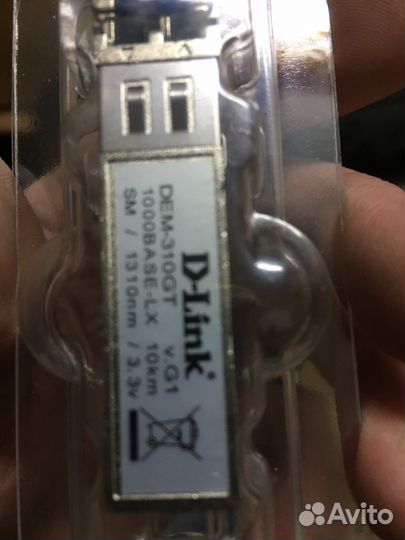 D-Link
DEM-310GT v.G1
1000BASE-LX 10km
SM / 1310nm / 3.3v
Avito